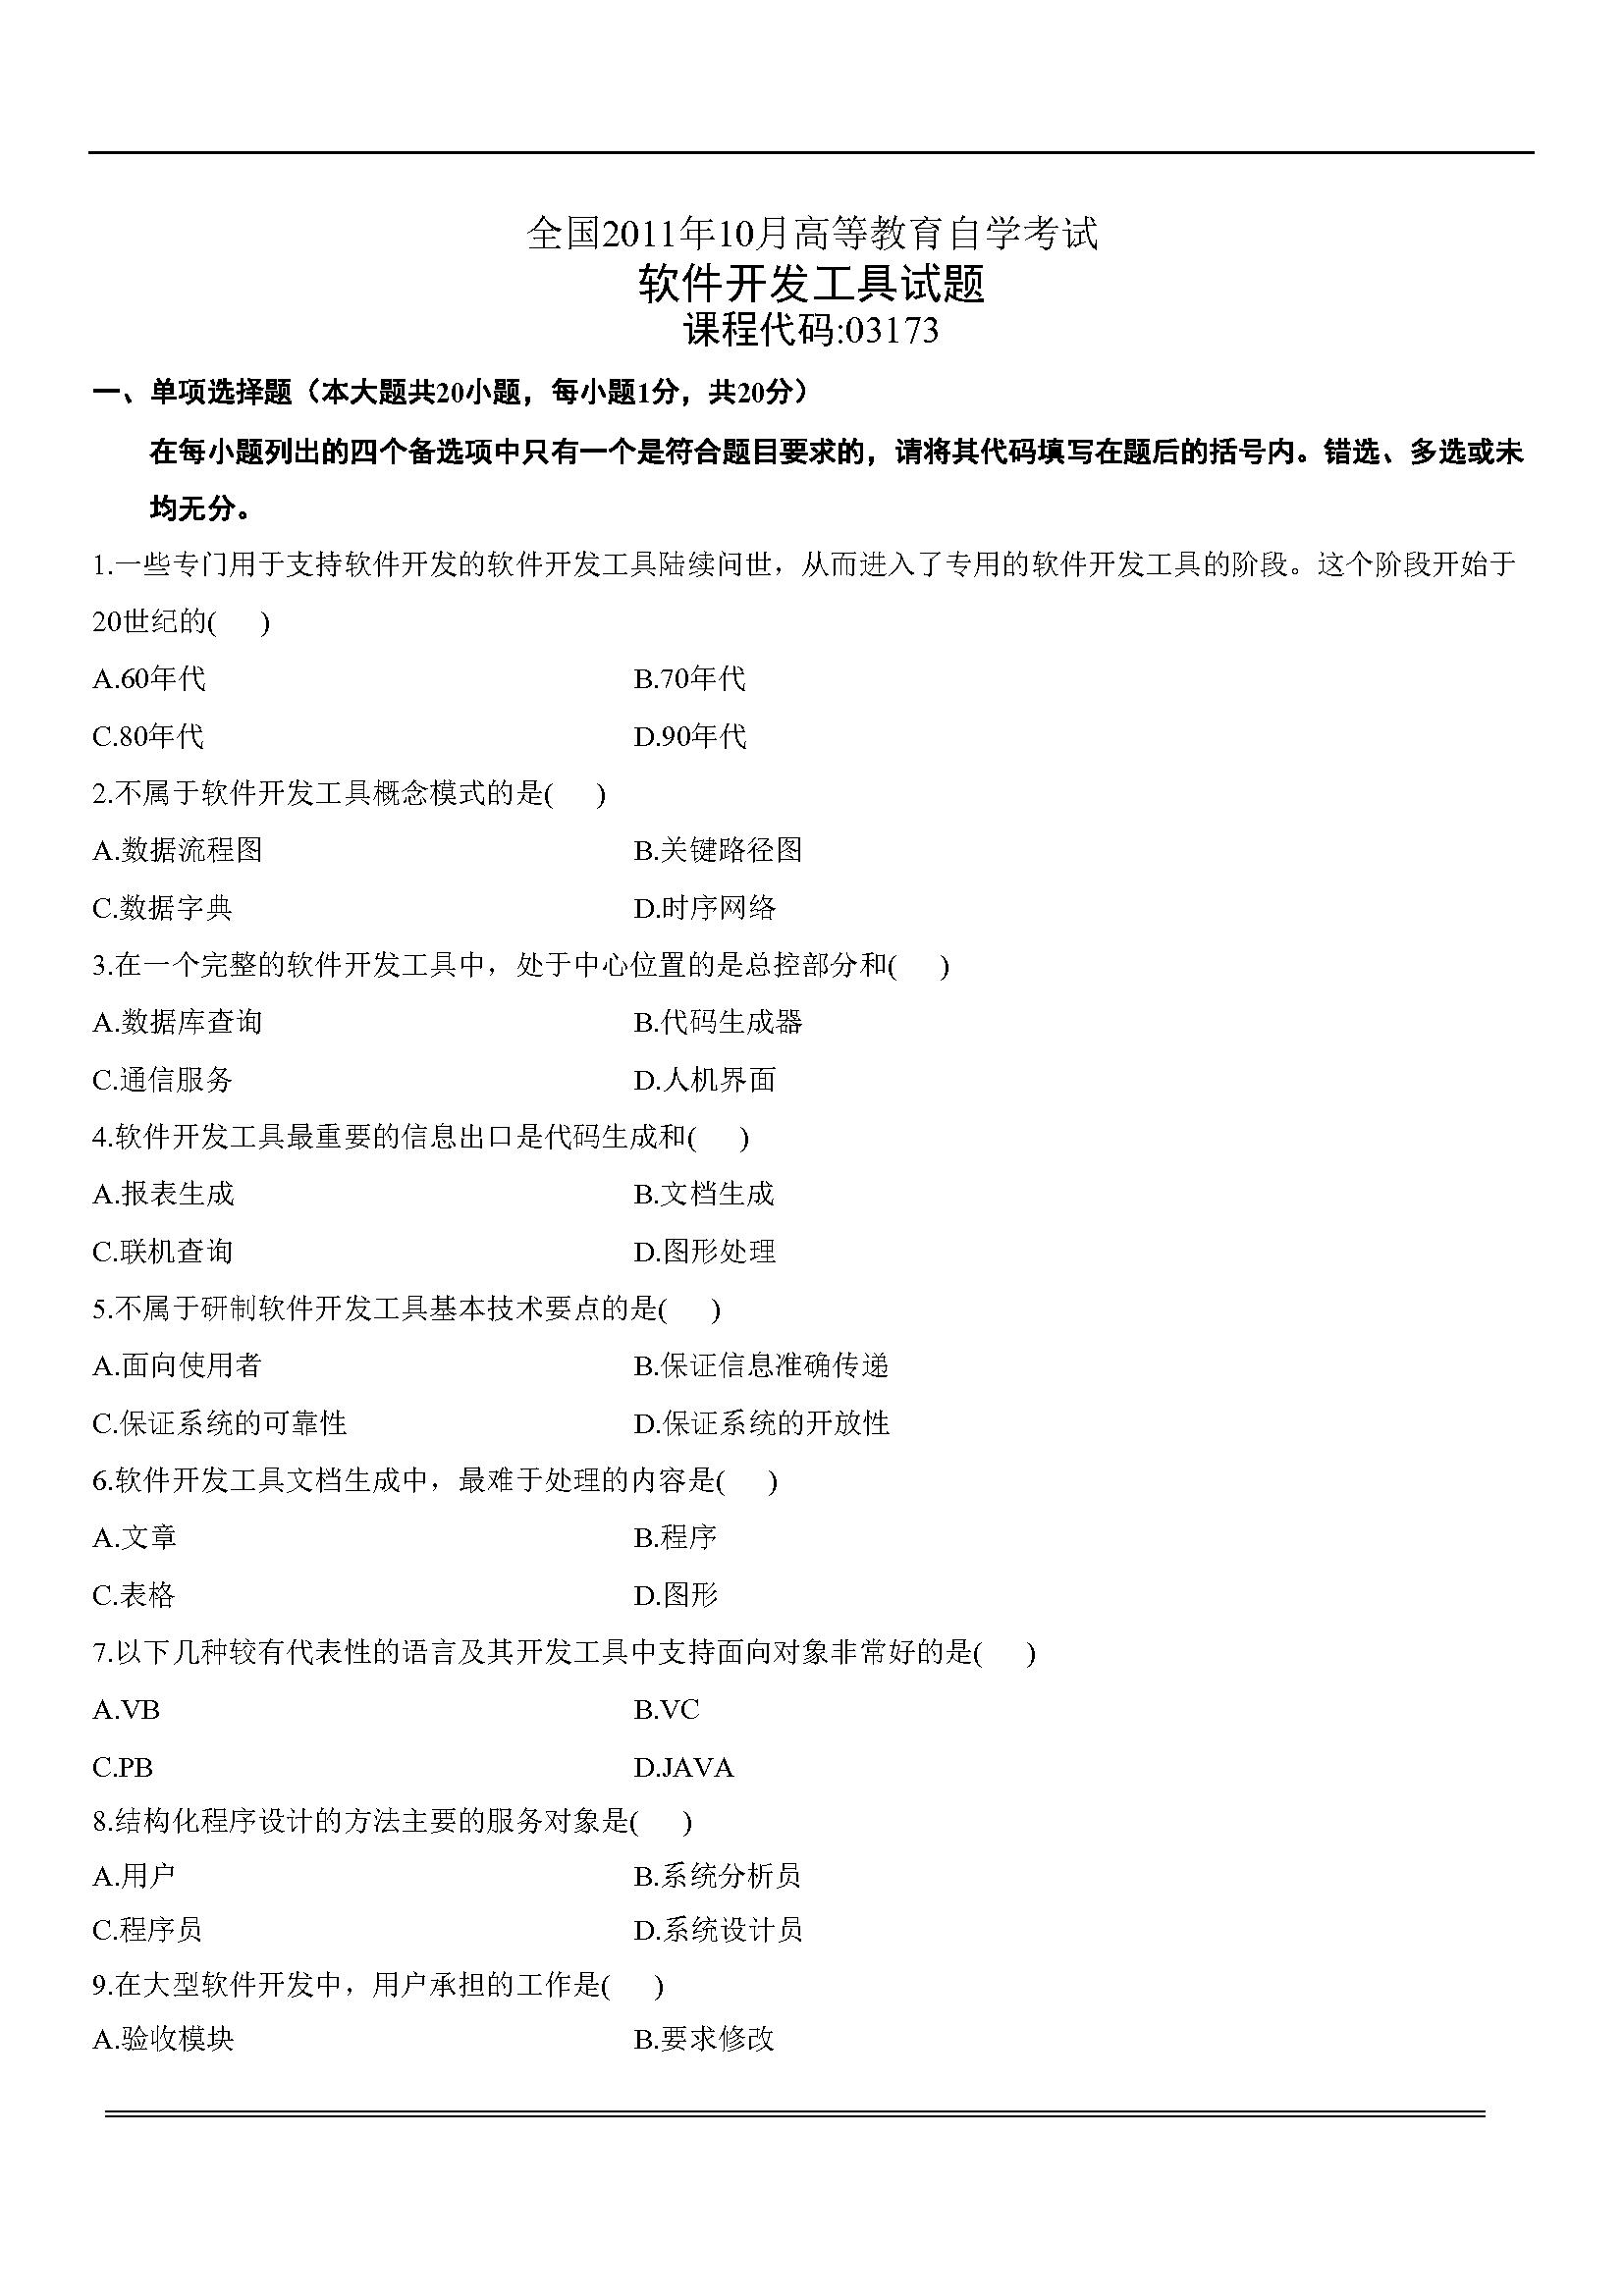 全国2011年10月高等教育自学考试
软件开发工具试题
课程代码:03173
一、单项选择题（本大题共20小题，每小题1分，共20分）
在每小题列出的四个备选项中只有一个是符合题目要求的，请将其代码填写在题后的括号内。错选、多选或未
均无分。
1.一些专门用于支持软件开发的软件开发工具陆续问世，从而进入了专用的软件开发工具的阶段。这个阶段开始于
20世纪的( )
A.60年代 B.70年代
C.80年代 D.90年代
2.不属于软件开发工具概念模式的是( )
A.数据流程图 B.关键路径图
C.数据字典 D.时序网络
3.在一个完整的软件开发工具中，处于中心位置的是总控部分和( )
A.数据库查询 B.代码生成器
C.通信服务 D.人机界面
4.软件开发工具最重要的信息出口是代码生成和( )
A.报表生成 B.文档生成
C.联机查询 D.图形处理
5.不属于研制软件开发工具基本技术要点的是( )
A.面向使用者 B.保证信息准确传递
C.保证系统的可靠性 D.保证系统的开放性
6.软件开发工具文档生成中，最难于处理的内容是( )
A.文章 B.程序
C.表格 D.图形
7.以下几种较有代表性的语言及其开发工具中支持面向对象非常好的是( )
A.VB B.VC
C.PB D.JAVA
8.结构化程序设计的方法主要的服务对象是( )
A.用户 B.系统分析员
C.程序员 D.系统设计员
9.在大型软件开发中，用户承担的工作是( )
A.验收模块 B.要求修改